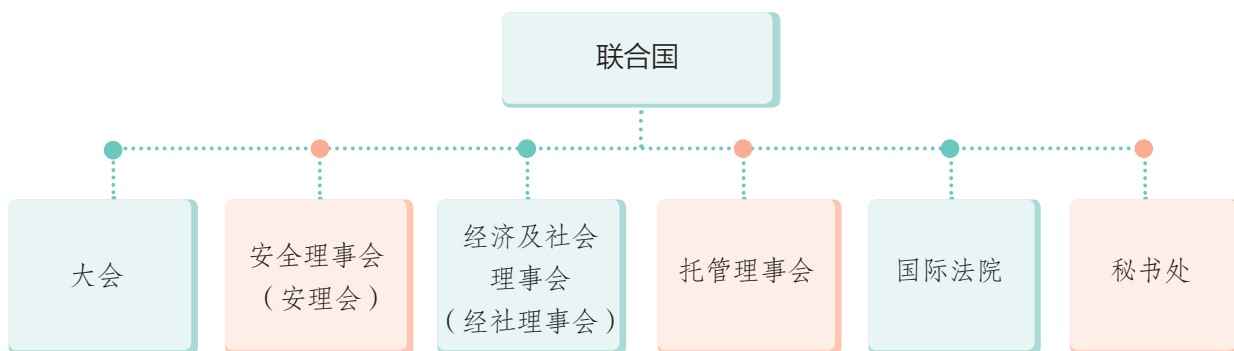 联合国
大会
安全理事会
（安理会）
经济及社会
理事会
（经社理事会）
托管理事会
国际法院
秘书处